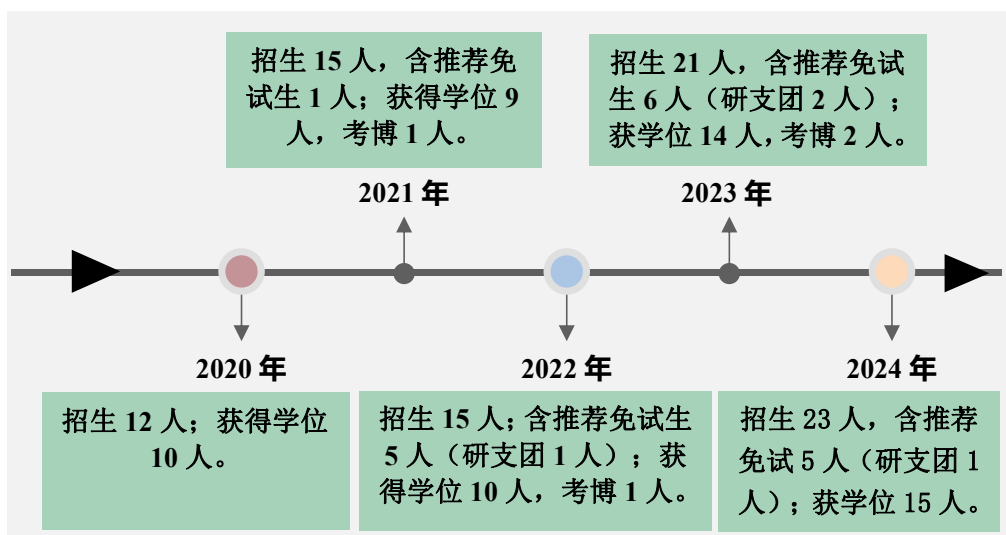 招生 15 人，含推荐免
试生 1 人；获得学位 9
人，考博 1 人。
招生 21 人，含推荐免试
生 6 人（研支团 2 人）；
获学位 14 人，考博 2 人。
2021 年
2023 年
2020 年
2022 年
2024 年
招生 12 人；获得学位
10 人。
招生 15 人；含推荐免试生
5 人（研支团 1 人）；获
得学位 10 人，考博 1 人。
招生 23 人，含推荐
免试 5 人（研支团 1
人）；获学位 15 人。